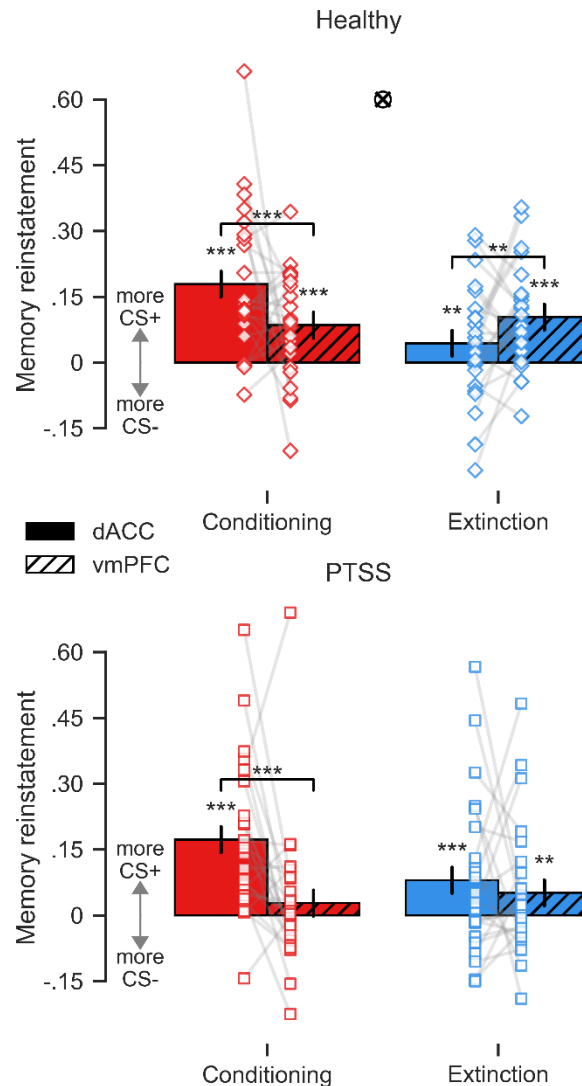 Healthy
Memory reinstatement
.60
.45
.30
.15
0
-.15
more
CS+
more
CS-
***
***
***
**
**
***
Conditioning
Extinction
dACC
vmPFC
PTSS
Memory reinstatement
.60
.45
.30
.15
0
-.15
more
CS+
more
CS-
***
***
***
**
Conditioning
Extinction